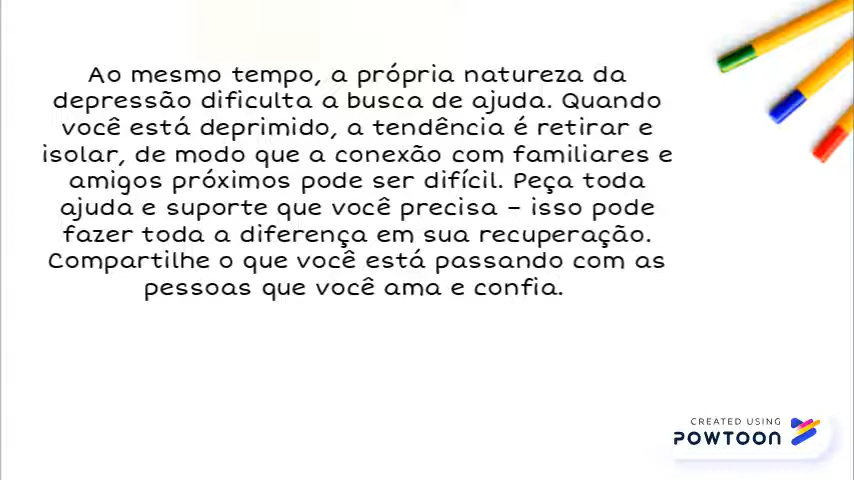 Ao mesmo tempo, a própria natureza da
depressão dificulta a busca de ajuda. Quando
você está deprimido, a tendência é retirar e
isolar, de modo que a conexão com familiares e
amigos próximos pode ser difícil. Peça toda
ajuda e suporte que você precisa – isso pode
fazer toda a diferença em sua recuperação.
Compartilhe o que você está passando com as
pessoas que você ama e confia.
CREATED USING
POWTOON